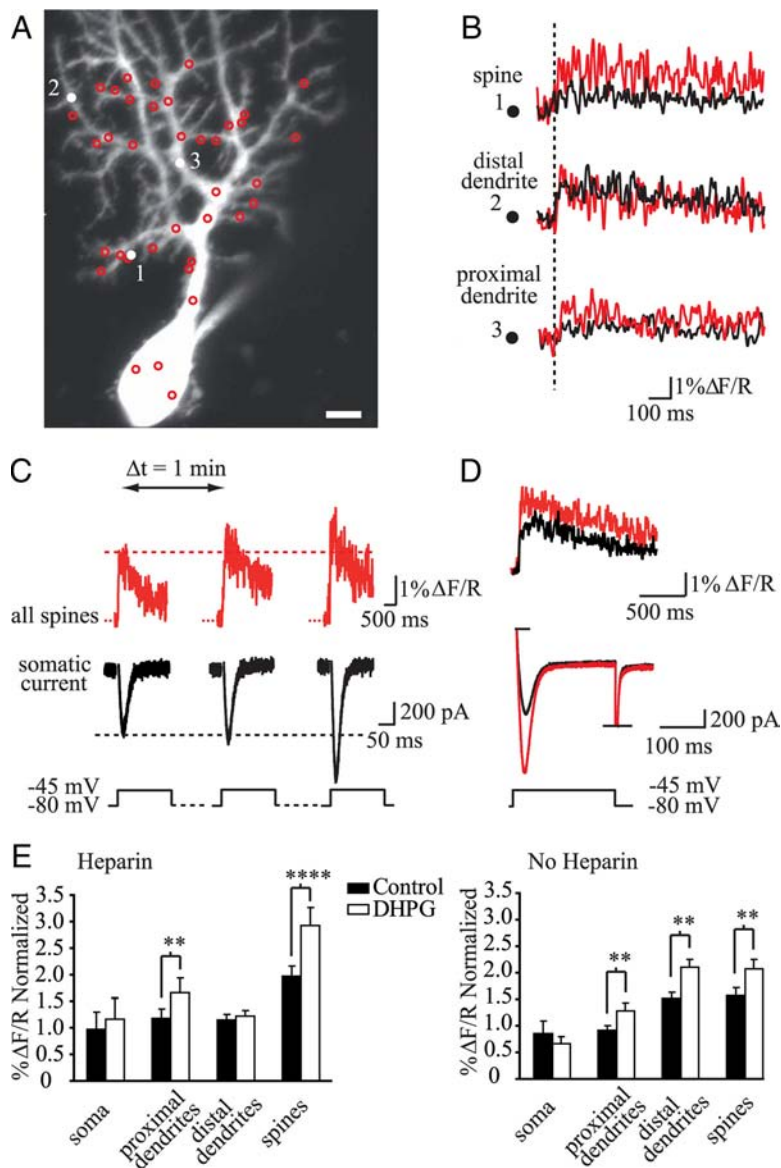 A
2
3
1
B
spine
1
distal
dendrite
2
proximal
dendrite
3
1%ΔF/R
100 ms
C
Δt = 1 min
all spines
1% ΔF/R
500 ms
somatic
current
200 pA
50 ms
-45 mV
-80 mV
D
1% ΔF/R
500 ms
200 pA
100 ms
-45 mV
-80 mV
E
Heparin
% ΔF/R Normalized
3.5
3.0
2.5
2.0
1.5
1.0
0.5
0
**
****
soma
proximal
dendrites
distal
dendrites
spines
Control
DHPG
No Heparin
% ΔF/R Normalized
3.5
3.0
2.5
2.0
1.5
1.0
0.5
0
**
**
**
soma
proximal
dendrites
distal
dendrites
spines